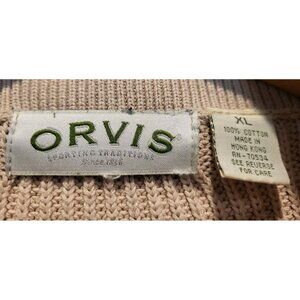 ORVIS
SPORTING TRADITIONS
Since 1856
XL
100% COTTON
MADE IN
HONG KONG
RN-70534
SEE REVERSE
FOR CARE